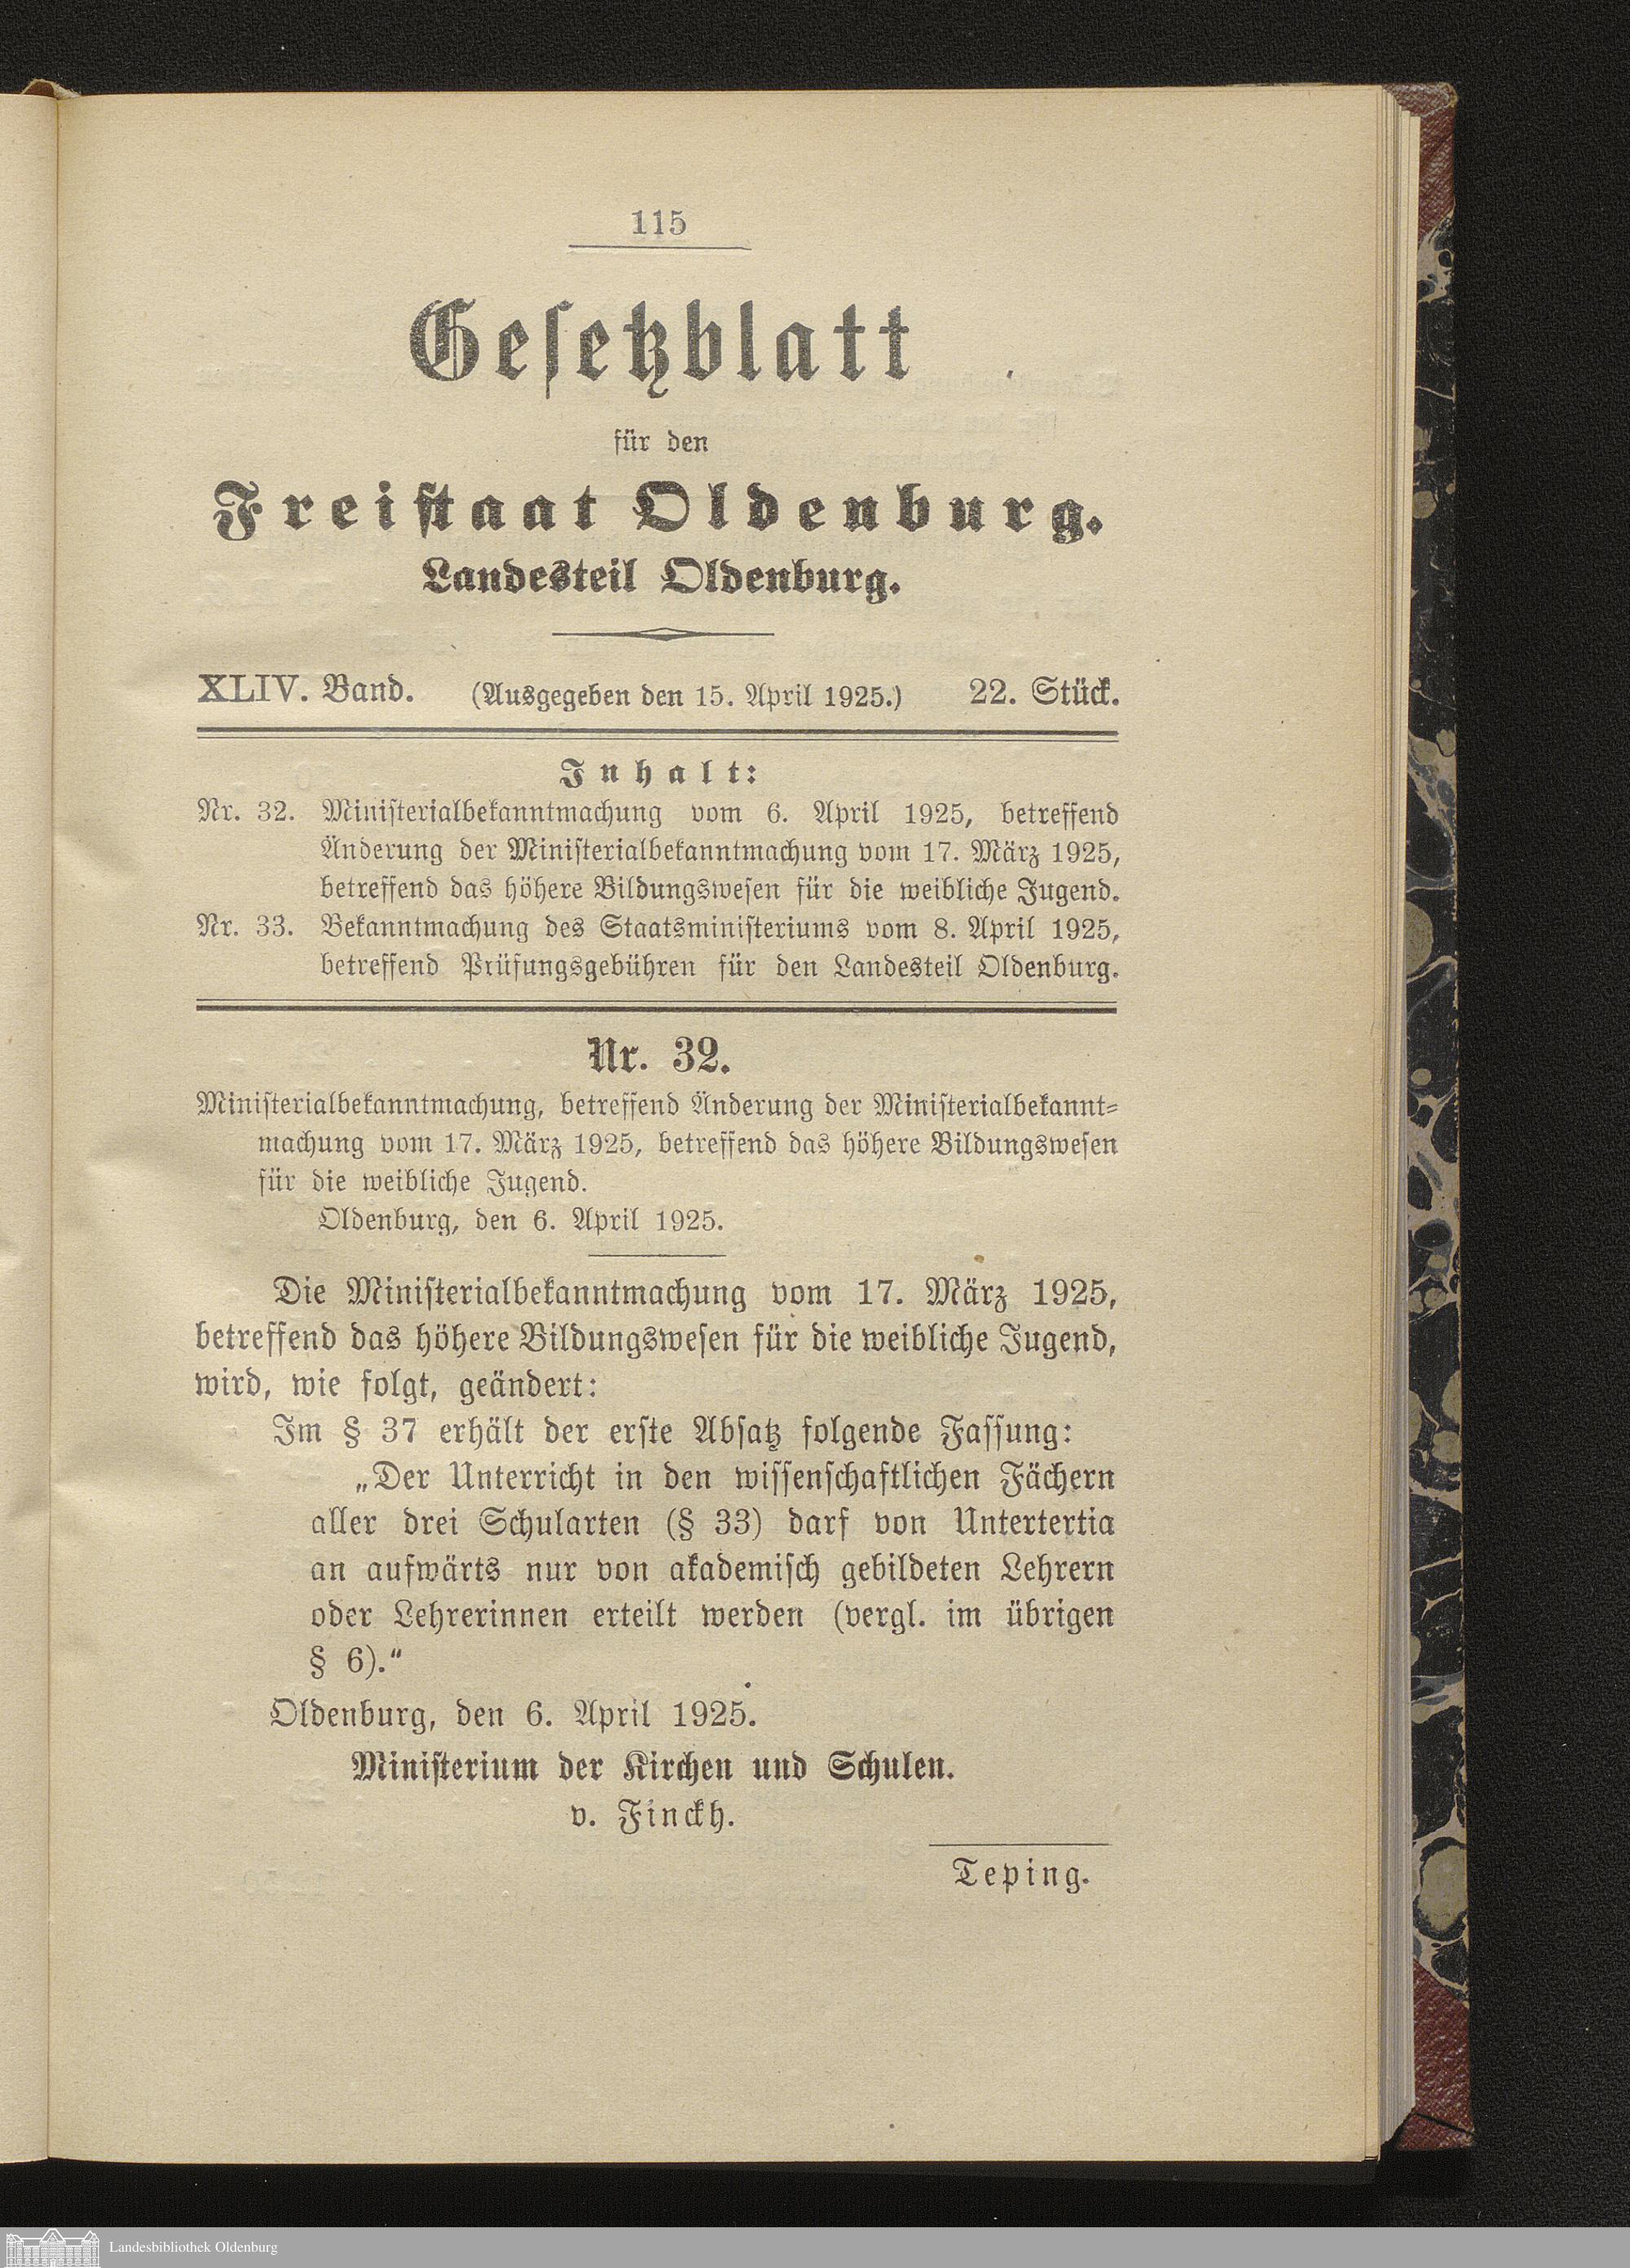 115
Gesetzblatt
für den
Freistaat Oldenburg.
Landesteil Oldenburg.
XLIV. Band. (Ausgegeben den 15. April 1925.) 22. Stück.
Inhalt:
Nr. 32. Ministerialbekanntmachung vom 6. April 1925, betreffend
Änderung der Ministerialbekanntmachung vom 17. März 1925,
betreffend das höhere Bildungswesen für die weibliche Jugend.
Nr. 33. Bekanntmachung des Staatsministeriums vom 8. April 1925,
betreffend Prüfungsgebühren für den Landesteil Oldenburg.
Nr. 32.
Ministerialbekanntmachung, betreffend Änderung der Ministerialbekannt-
machung vom 17. März 1925, betreffend das höhere Bildungswesen
für die weibliche Jugend.
Oldenburg, den 6. April 1925.
Die Ministerialbekanntmachung vom 17. März 1925,
betreffend das höhere Bildungswesen für die weibliche Jugend,
wird, wie folgt, geändert:
Im § 37 erhält der erste Absatz folgende Fassung:
„Der Unterricht in den wissenschaftlichen Fächern
aller drei Schularten (§ 33) darf von Untertertia
an aufwärts nur von akademisch gebildeten Lehrern
oder Lehrerinnen erteilt werden (vergl. im übrigen
§ 6).“
Oldenburg, den 6. April 1925.
Ministerium der Kirchen und Schulen.
v. Finckh.
Teping.
Landesbibliothek Oldenburg